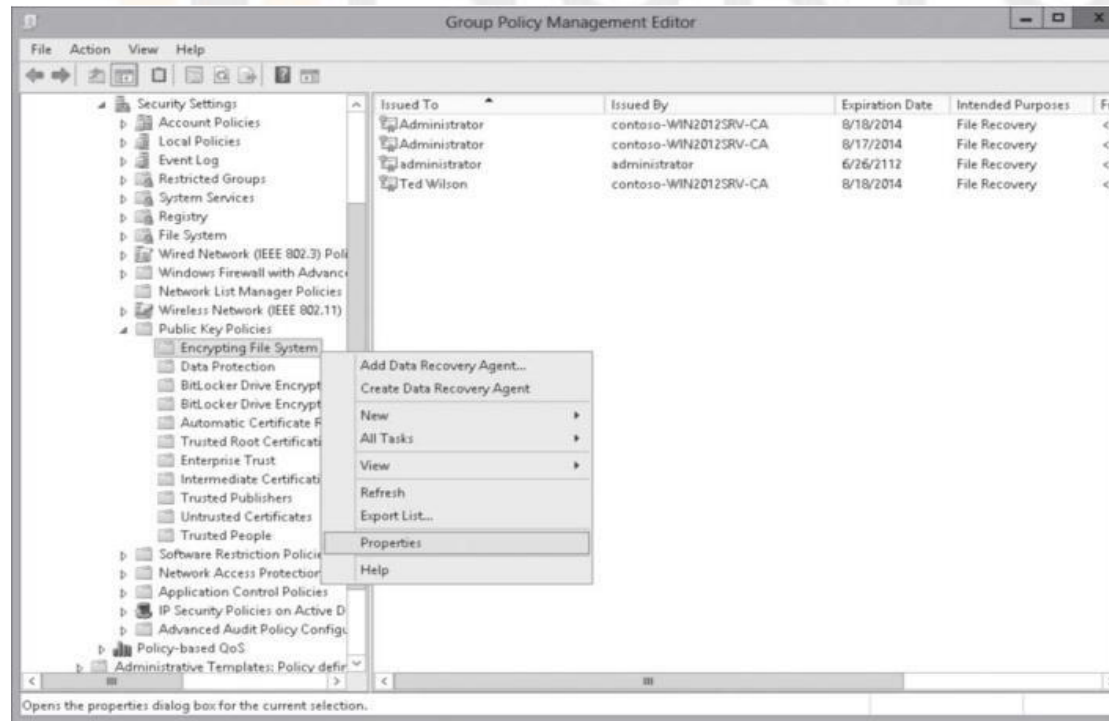 Group Policy Management Editor
File Action View Help
Security Settings
Account Policies
Local Policies
Event Log
Restricted Groups
System Services
Registry
File System
Wired Network (IEEE 802.3) Poli
Windows Firewall with Advance
Network List Manager Policies
Wireless Network (IEEE 802.11)
Public Key Policies
Encrypting File System
Data Protection
BitLocker Drive Encrypt
BitLocker Drive Encrypt
Automatic Certificate R
Trusted Root Certificati
Enterprise Trust
Intermediate Certificati
Trusted Publishers
Untrusted Certificates
Trusted People
Software Restriction Policie
Network Access Protection
Application Control Policies
IP Security Policies on Active D
Advanced Audit Policy Configu
Policy-based QoS
Administrative Templates: Policy defin
Issued To Issued By Expiration Date Intended Purposes F
Administrator contoso-WIN2012SRV-CA 8/18/2014 File Recovery <
Administrator contoso-WIN2012SRV-CA 8/17/2014 File Recovery <
administrator administrator 6/26/2112 File Recovery <
Ted Wilson contoso-WIN2012SRV-CA 8/18/2014 File Recovery <
Add Data Recovery Agent...
Create Data Recovery Agent
New
All Tasks
View
Refresh
Export List...
Properties
Help
Opens the properties dialog box for the current selection.